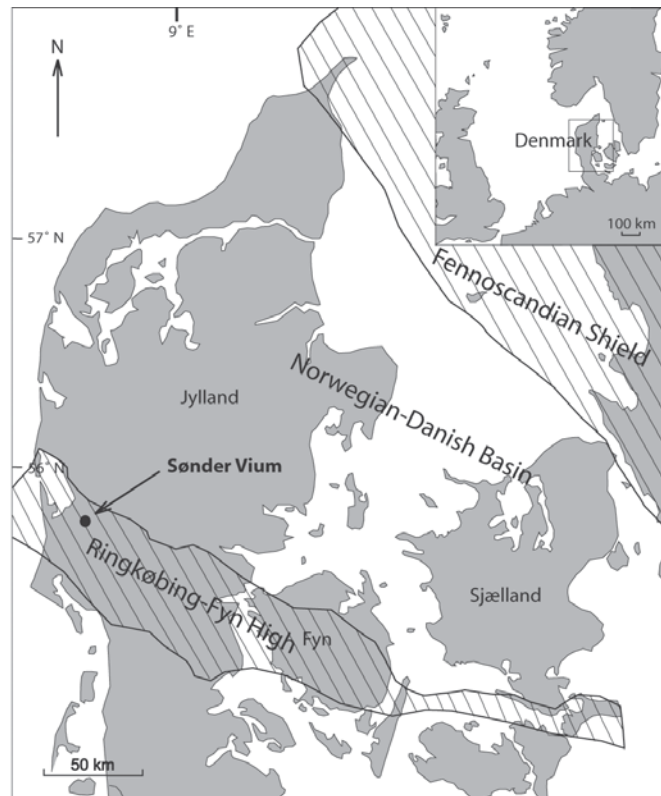 9° E
N
Denmark
100 km
57° N
Fennoscandian Shield
Norwegian-Danish Basin
Jylland
56° N
Sønder Vium
Ringkøbing-Fyn High
Sjælland
Fyn
50 km